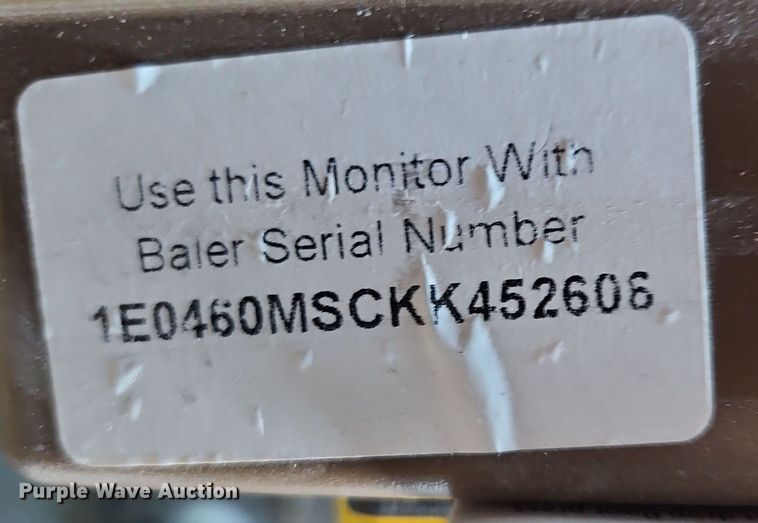 Use this Monitor With
Baler Serial Number
1E0460MSCKK452606
Purple Wave Auction